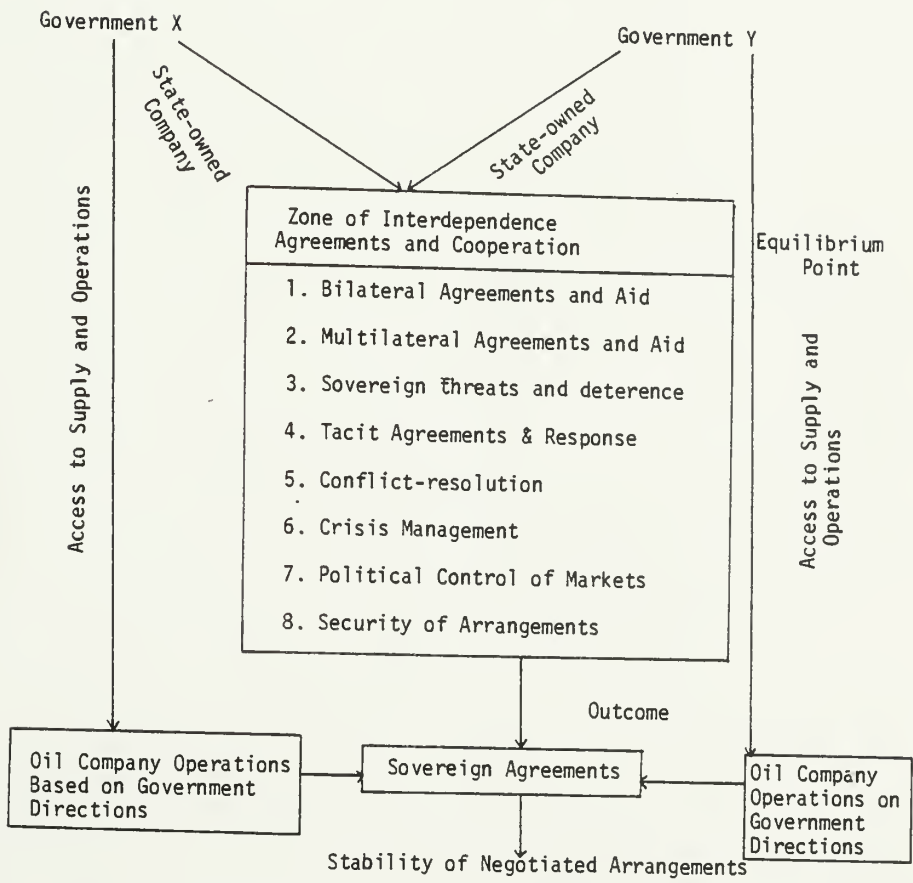 Government X
Government Y
State-owned
Company
State-owned
Company
Zone of Interdependence
Agreements and Cooperation
Equilibrium
Point
1. Bilateral Agreements and Aid
2. Multilateral Agreements and Aid
3. Sovereign threats and deterence
4. Tacit Agreements & Response
5. Conflict-resolution
6. Crisis Management
7. Political Control of Markets
8. Security of Arrangements
Access to Supply and Operations
Access to Supply and
Operations
Outcome
Oil Company Operations
Based on Government
Directions
Sovereign Agreements
Oil Company
Operations on
Government
Directions
Stability of Negotiated Arrangements